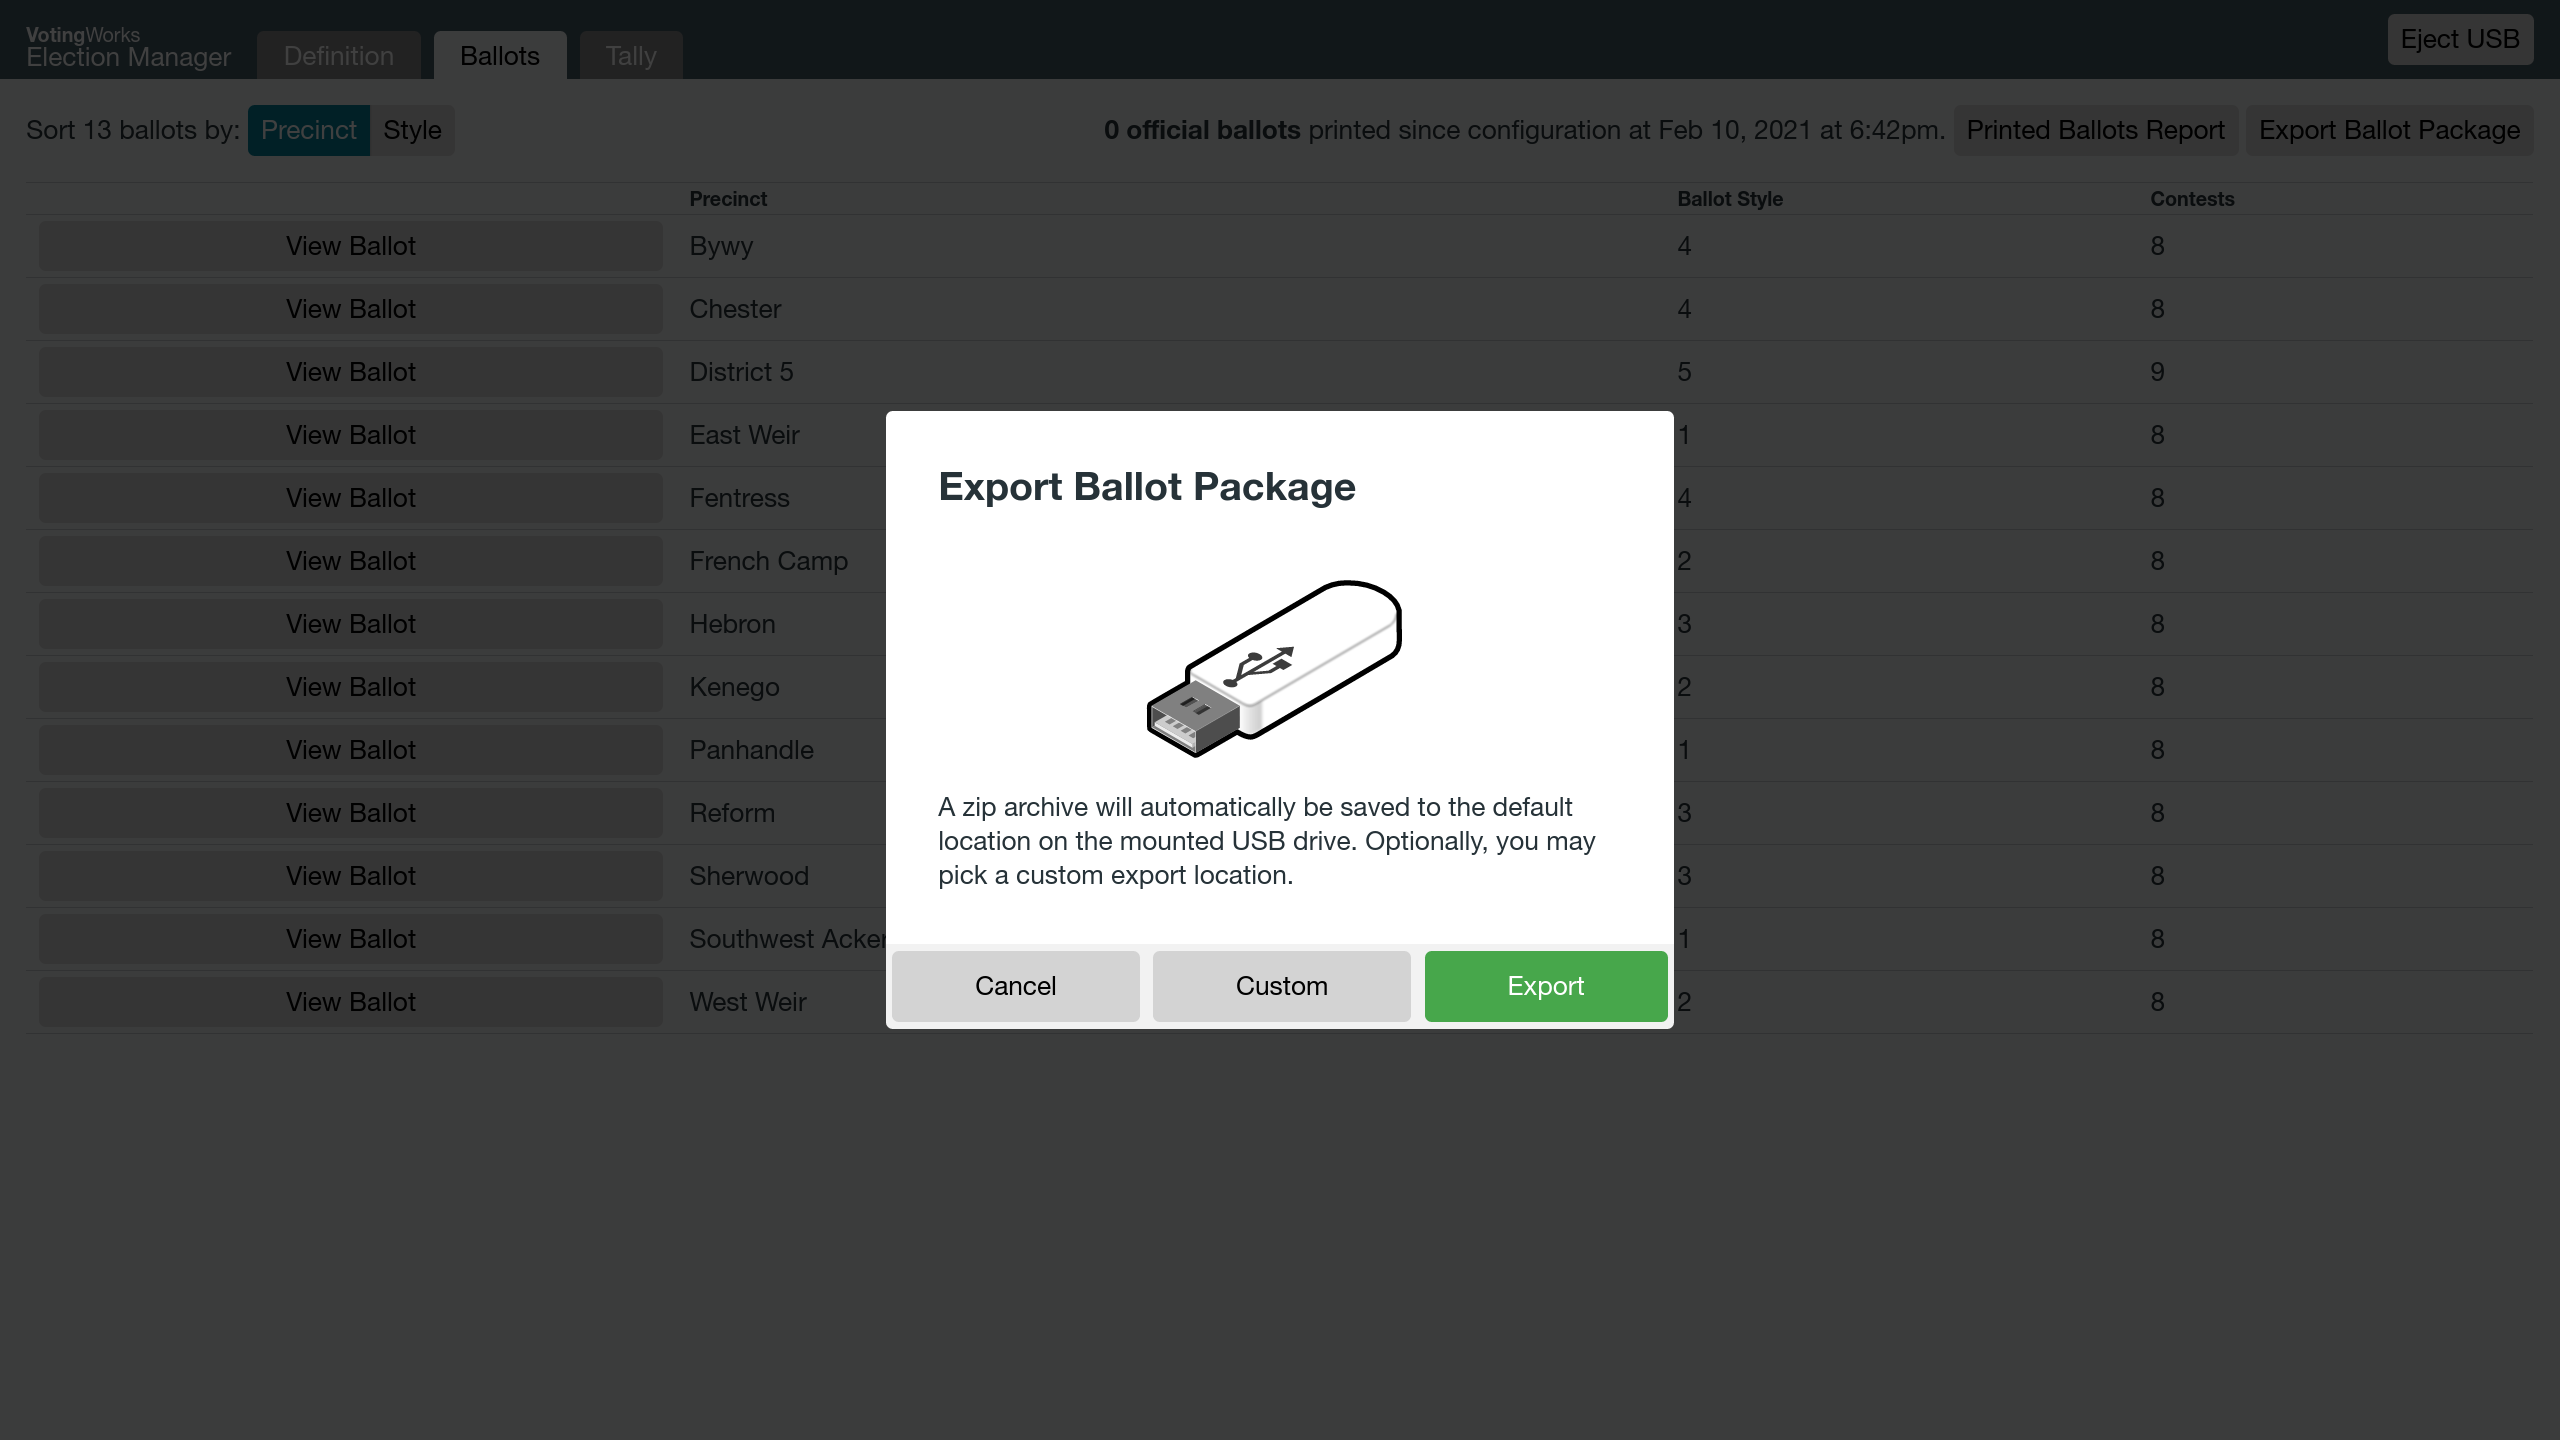 VotingWorks
Election Manager
Definition
Ballots
Tally
Eject USB
Sort 13 ballots by: Precinct Style
0 official ballots printed since configuration at Feb 10, 2021 at 6:42pm. Printed Ballots Report Export Ballot Package
Precinct Ballot Style Contests
View Ballot Bywy 4 8
View Ballot Chester 4 8
View Ballot District 5 5 9
View Ballot East Weir 1 8
View Ballot Fentress 4 8
View Ballot French Camp 2 8
View Ballot Hebron 3 8
View Ballot Kenego 2 8
View Ballot Panhandle 1 8
View Ballot Reform 3 8
View Ballot Sherwood 3 8
View Ballot Southwest Acker 1 8
View Ballot West Weir 2 8
Export Ballot Package
A zip archive will automatically be saved to the default
location on the mounted USB drive. Optionally, you may
pick a custom export location.
Cancel
Custom
Export